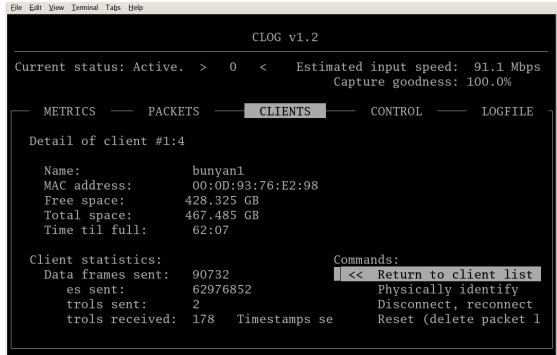 File Edit View Terminal Tabs Help
CLOG v1.2
Current status: Active. > 0 < Estimated input speed: 91.1 Mbps
Capture goodness: 100.0%
METRICS PACKETS CLIENTS CONTROL LOGFILE
Detail of client #1:4
Name: bunyan1
MAC address: 00:0D:93:76:E2:98
Free space: 428.325 GB
Total space: 467.485 GB
Time til full: 62:07
Client statistics: Commands:
Data frames sent: 90732 << Return to client list
es sent: 62976852 Physically identify
trols sent: 2 Disconnect, reconnect
trols received: 178 Timestamps se Reset (delete packet l